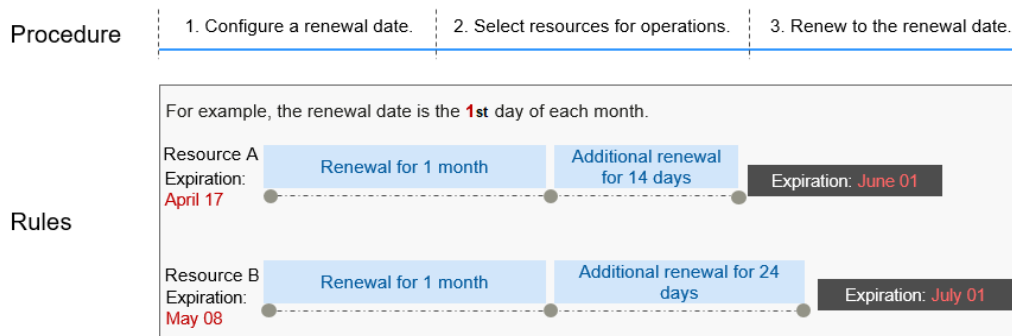 Procedure
1. Configure a renewal date.
2. Select resources for operations.
3. Renew to the renewal date.
Rules
For example, the renewal date is the 1st day of each month.
Resource A
Expiration:
April 17
Renewal for 1 month
Additional renewal
for 14 days
Expiration: June 01
Resource B
Expiration:
May 08
Renewal for 1 month
Additional renewal for 24
days
Expiration: July 01